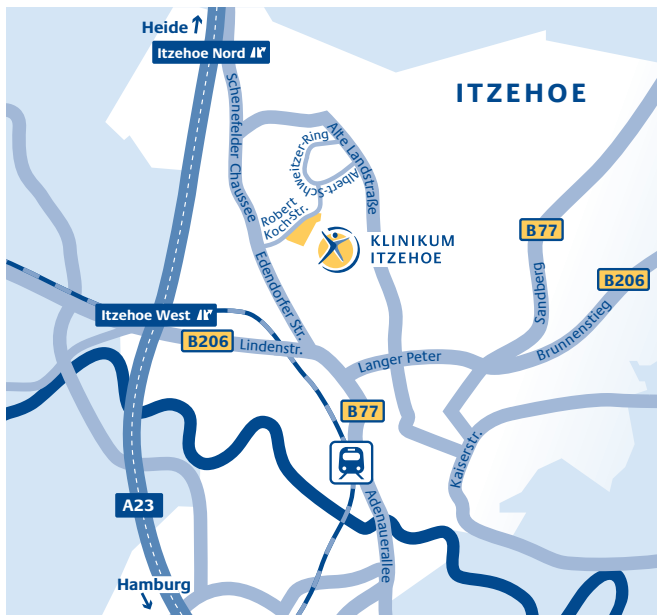 Heide
Itzehoe Nord
ITZEHOE
Schenefelder Chaussee
Alte Landstraße
Albert-Schweitzer-Ring
Robert
Koch-Str.
KLINIKUM
ITZEHOE
B77
Sandberg
B206
Edendorfer Str.
Itzehoe West
B206
Lindenstr.
Langer Peter
Brunnenstieg
B77
Kaiserstr.
A23
Adenauerallee
Hamburg